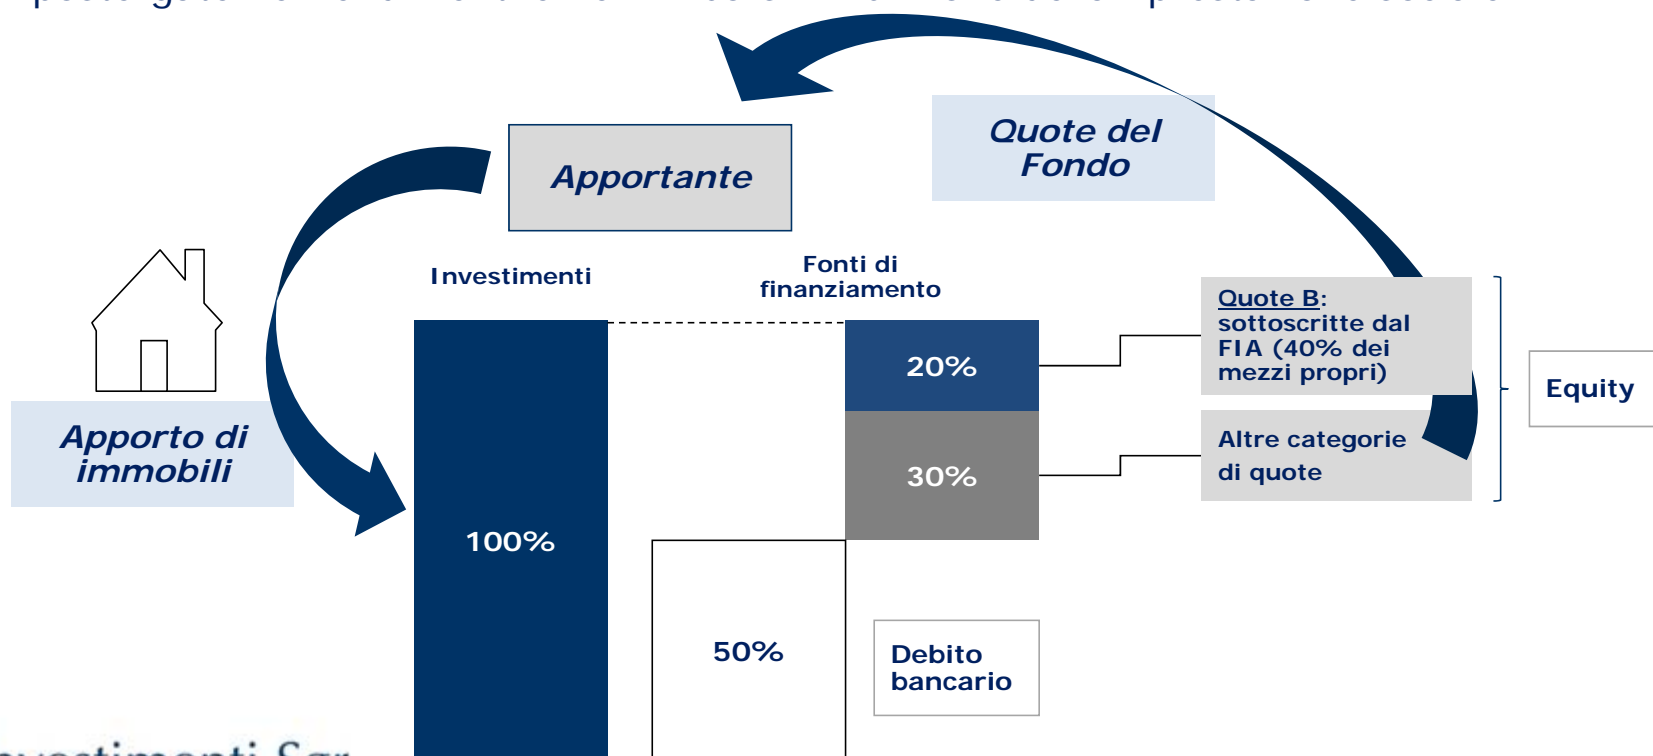 Quote del
Fondo
Apportante
Investimenti
Fonti di
finanziamento
Quote B:
sottoscritte dal
FIA (40% dei
mezzi propri)
20%
Equity
Apporto di
immobili
Altre categorie
di quote
30%
100%
50%
Debito
bancario
Sgr